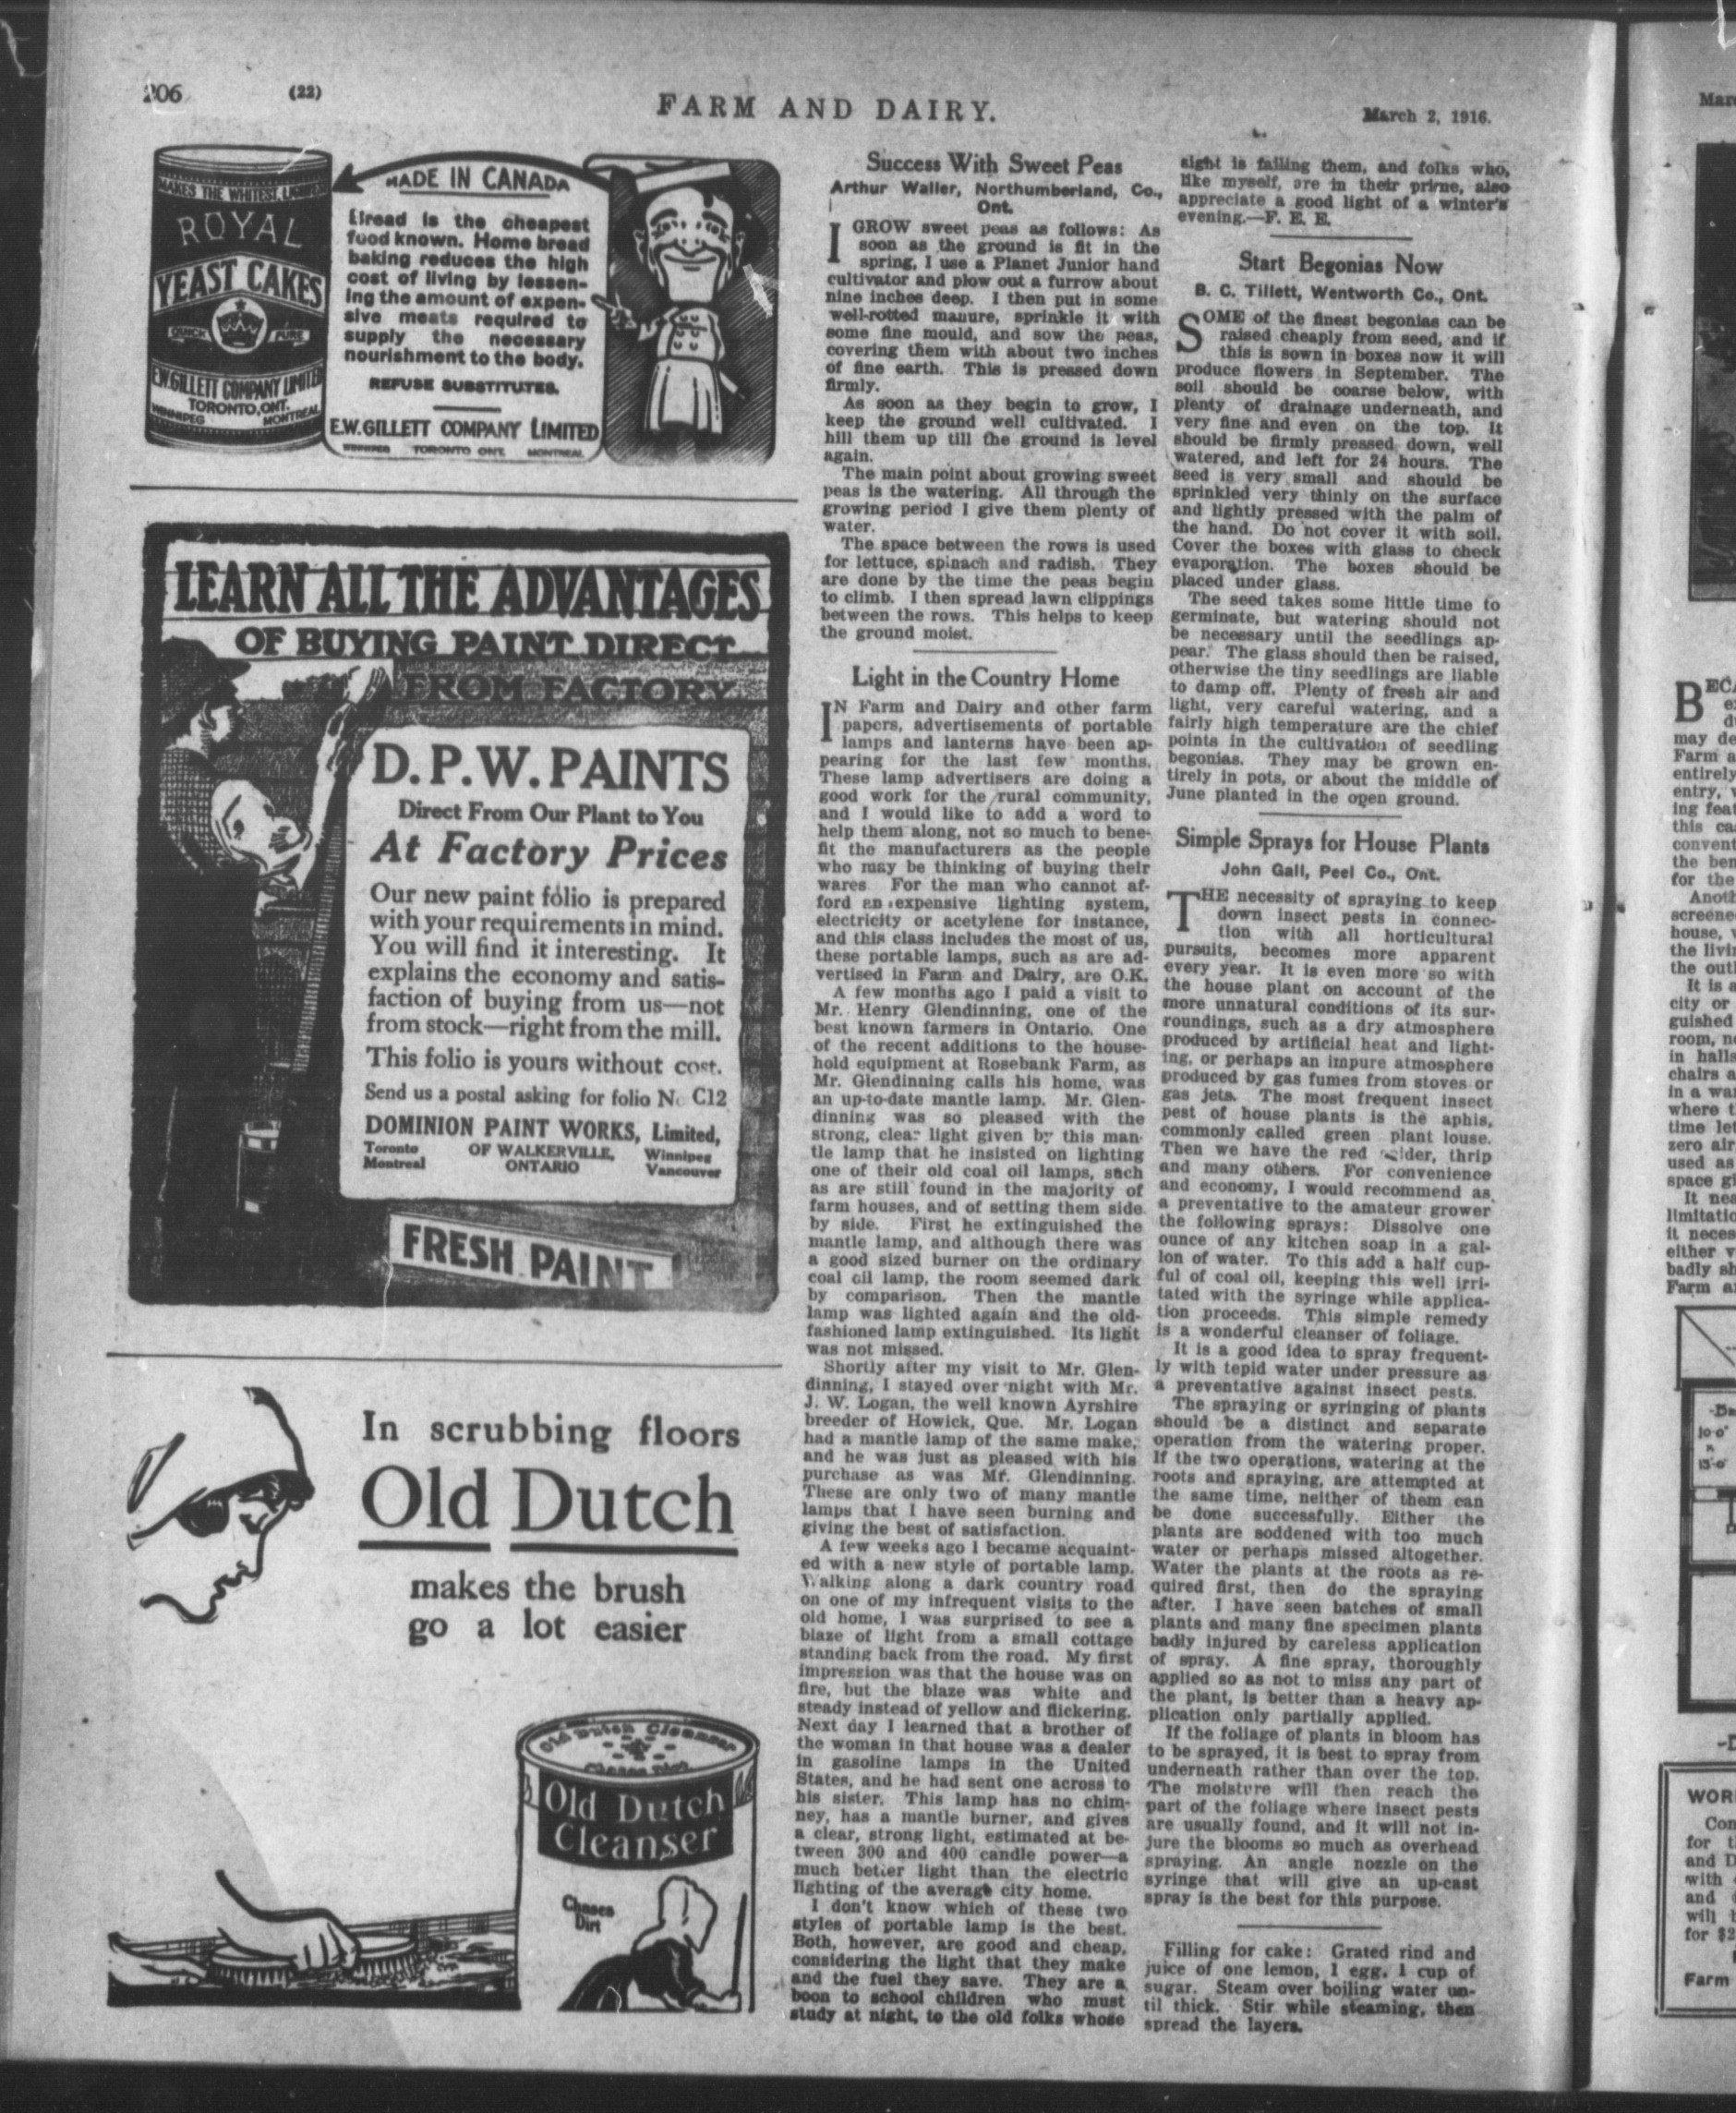 206 (22) FARM AND DAIRY. March 2, 1916.
MAKES THE WHITEST, LIGHTEST
ROYAL
YEAST CAKES
QUICK PURE
E.W. GILLETT COMPANY LIMITED
TORONTO, ONT.
WINNIPEG MONTREAL
MADE IN CANADA
Bread is the cheapest
food known. Home bread
baking reduces the high
cost of living by lessen-
ing the amount of expen-
sive meats required to
supply the necessary
nourishment to the body.
REFUSE SUBSTITUTES.
E.W. GILLETT COMPANY LIMITED
WINNIPEG TORONTO ONT. MONTREAL
LEARN ALL THE ADVANTAGES
OF BUYING PAINT DIRECT
FROM FACTORY
D.P.W. PAINTS
Direct From Our Plant to You
At Factory Prices
Our new paint folio is prepared
with your requirements in mind.
You will find it interesting. It
explains the economy and satis-
faction of buying from us—not
from stock—right from the mill.
This folio is yours without cost.
Send us a postal asking for folio No C12
DOMINION PAINT WORKS, Limited,
Toronto OF WALKERVILLE, Winnipeg
Montreal ONTARIO Vancouver
FRESH PAINT
In scrubbing floors
Old Dutch
makes the brush
go a lot easier
Old Dutch Cleanser
Chases Dirt
Old Dutch
Cleanser
Chases
Dirt
Success With Sweet Peas
Arthur Waller, Northumberland, Co.,
Ont.
I GROW sweet peas as follows: As
soon as the ground is fit in the
spring, I use a Planet Junior hand
cultivator and plow out a furrow about
nine inches deep. I then put in some
well-rotted manure, sprinkle it with
some fine mould, and sow the peas,
covering them with about two inches
of fine earth. This is pressed down
firmly.
As soon as they begin to grow, I
keep the ground well cultivated. I
hill them up till the ground is level
again.
The main point about growing sweet
peas is the watering. All through the
growing period I give them plenty of
water.
The space between the rows is used
for lettuce, spinach and radish. They
are done by the time the peas begin
to climb. I then spread lawn clippings
between the rows. This helps to keep
the ground moist.
Light in the Country Home
IN Farm and Dairy and other farm
papers, advertisements of portable
lamps and lanterns have been ap-
pearing for the last few months.
These lamp advertisers are doing a
good work for the rural community,
and I would like to add a word to
help them along, not so much to bene-
fit the manufacturers as the people
who may be thinking of buying their
wares. For the man who cannot af-
ford an expensive lighting system,
electricity or acetylene for instance,
and this class includes the most of us,
these portable lamps, such as are ad-
vertised in Farm and Dairy, are O.K.
A few months ago I paid a visit to
Mr. Henry Glendinning, one of the
best known farmers in Ontario. One
of the recent additions to the house-
hold equipment at Rosebank Farm, as
Mr. Glendinning calls his home, was
an up-to-date mantle lamp. Mr. Glen-
dinning was so pleased with the
strong, clear light given by this man-
tle lamp that he insisted on lighting
one of their old coal oil lamps, such
as are still found in the majority of
farm houses, and of setting them side
by side. First he extinguished the
mantle lamp, and although there was
a good sized burner on the ordinary
coal oil lamp, the room seemed dark
by comparison. Then the mantle
lamp was lighted again and the old-
fashioned lamp extinguished. Its light
was not missed.
Shortly after my visit to Mr. Glen-
dinning, I stayed over night with Mr.
J. W. Logan, the well known Ayrshire
breeder of Howick, Que. Mr. Logan
had a mantle lamp of the same make,
and he was just as pleased with his
purchase as was Mr. Glendinning.
These are only two of many mantle
lamps that I have seen burning and
giving the best of satisfaction.
A few weeks ago I became acquaint-
ed with a new style of portable lamp.
Walking along a dark country road
on one of my infrequent visits to the
old home, I was surprised to see a
blaze of light from a small cottage
standing back from the road. My first
impression was that the house was on
fire, but the blaze was white and
steady instead of yellow and flickering.
Next day I learned that a brother of
the woman in that house was a dealer
in gasoline lamps in the United
States, and he had sent one across to
his sister. This lamp has no chim-
ney, has a mantle burner, and gives
a clear, strong light, estimated at be-
tween 300 and 400 candle power—a
much better light than the electric
lighting of the average city home.
I don't know which of these two
styles of portable lamp is the best.
Both, however, are good and cheap,
considering the light that they make
and the fuel they save. They are a
boon to school children who must
study at night, to the old folks whose
sight is failing them, and folks who,
like myself, are in their prime, also
appreciate a good light of a winter's
evening.—F. E. E.
Start Begonias Now
B. C. Tillett, Wentworth Co., Ont.
SOME of the finest begonias can be
raised cheaply from seed, and if
this is sown in boxes now it will
produce flowers in September. The
soil should be coarse below, with
plenty of drainage underneath, and
very fine and even on the top. It
should be firmly pressed down, well
watered, and left for 24 hours. The
seed is very small and should be
sprinkled very thinly on the surface
and lightly pressed with the palm of
the hand. Do not cover it with soil.
Cover the boxes with glass to check
evaporation. The boxes should be
placed under glass.
The seed takes some little time to
germinate, but watering should not
be necessary until the seedlings ap-
pear. The glass should then be raised,
otherwise the tiny seedlings are liable
to damp off. Plenty of fresh air and
light, very careful watering, and a
fairly high temperature are the chief
points in the cultivation of seedling
begonias. They may be grown en-
tirely in pots, or about the middle of
June planted in the open ground.
Simple Sprays for House Plants
John Gall, Peel Co., Ont.
THE necessity of spraying to keep
down insect pests in connec-
tion with all horticultural
pursuits, becomes more apparent
every year. It is even more so with
the house plant on account of the
more unnatural conditions of its sur-
roundings, such as a dry atmosphere
produced by artificial heat and light-
ing, or perhaps an impure atmosphere
produced by gas fumes from stoves or
gas jets. The most frequent insect
pest of house plants is the aphis,
commonly called green plant louse.
Then we have the red spider, thrip
and many others. For convenience
and economy, I would recommend as
a preventative to the amateur grower
the following sprays: Dissolve one
ounce of any kitchen soap in a gal-
lon of water. To this add a half cup-
ful of coal oil, keeping this well irri-
tated with the syringe while applica-
tion proceeds. This simple remedy
is a wonderful cleanser of foliage.
It is a good idea to spray frequent-
ly with tepid water under pressure as
a preventative against insect pests.
The spraying or syringing of plants
should be a distinct and separate
operation from the watering proper.
If the two operations, watering at the
roots and spraying, are attempted at
the same time, neither of them can
be done successfully. Either the
plants are soddened with too much
water or perhaps missed altogether.
Water the plants at the roots as re-
quired first, then do the spraying
after. I have seen batches of small
plants and many fine specimen plants
badly injured by careless application
of spray. A fine spray, thoroughly
applied so as not to miss any part of
the plant, is better than a heavy ap-
plication only partially applied.
If the foliage of plants in bloom has
to be sprayed, it is best to spray from
underneath rather than over the top.
The moisture will then reach the
part of the foliage where insect pests
are usually found, and it will not in-
jure the blooms so much as overhead
spraying. An angle nozzle on the
syringe that will give an up-cast
spray is the best for this purpose.
Filling for cake: Grated rind and
juice of one lemon, 1 egg, 1 cup of
sugar. Steam over boiling water un-
til thick. Stir while steaming, then
spread the layers.